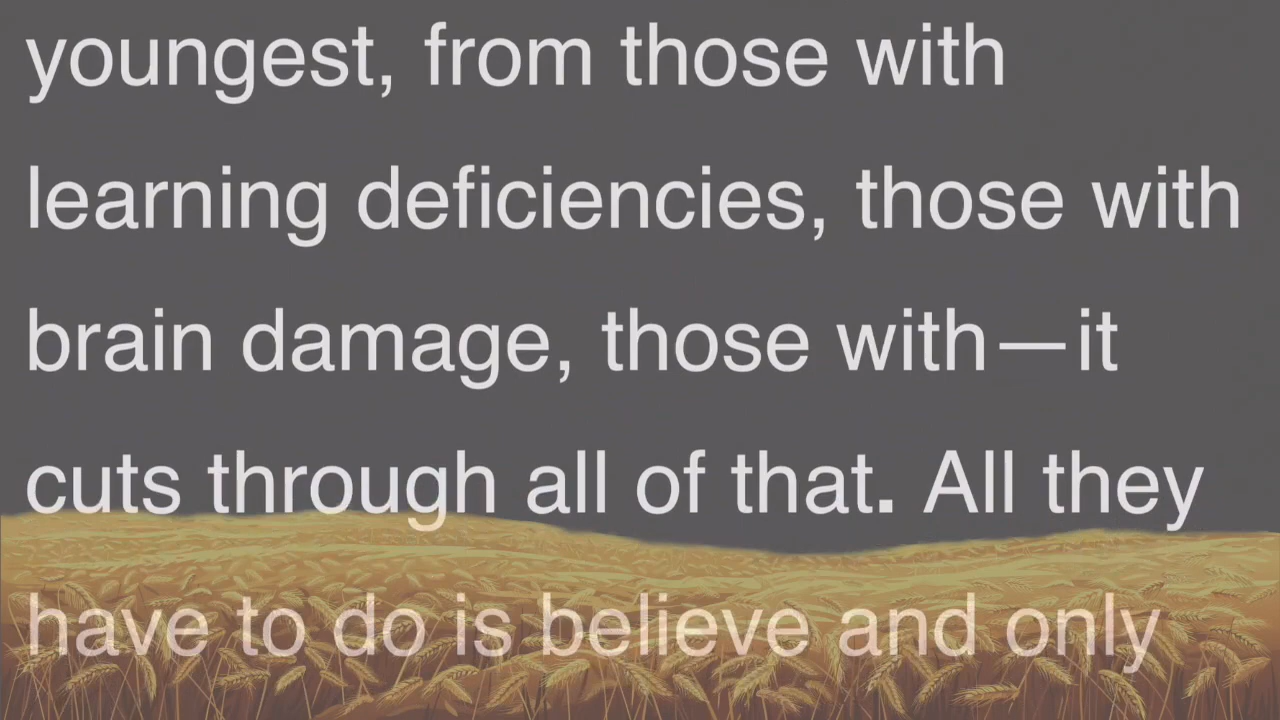 youngest, from those with
learning deficiencies, those with
brain damage, those with—it
cuts through all of that. All they
have to do is believe and only